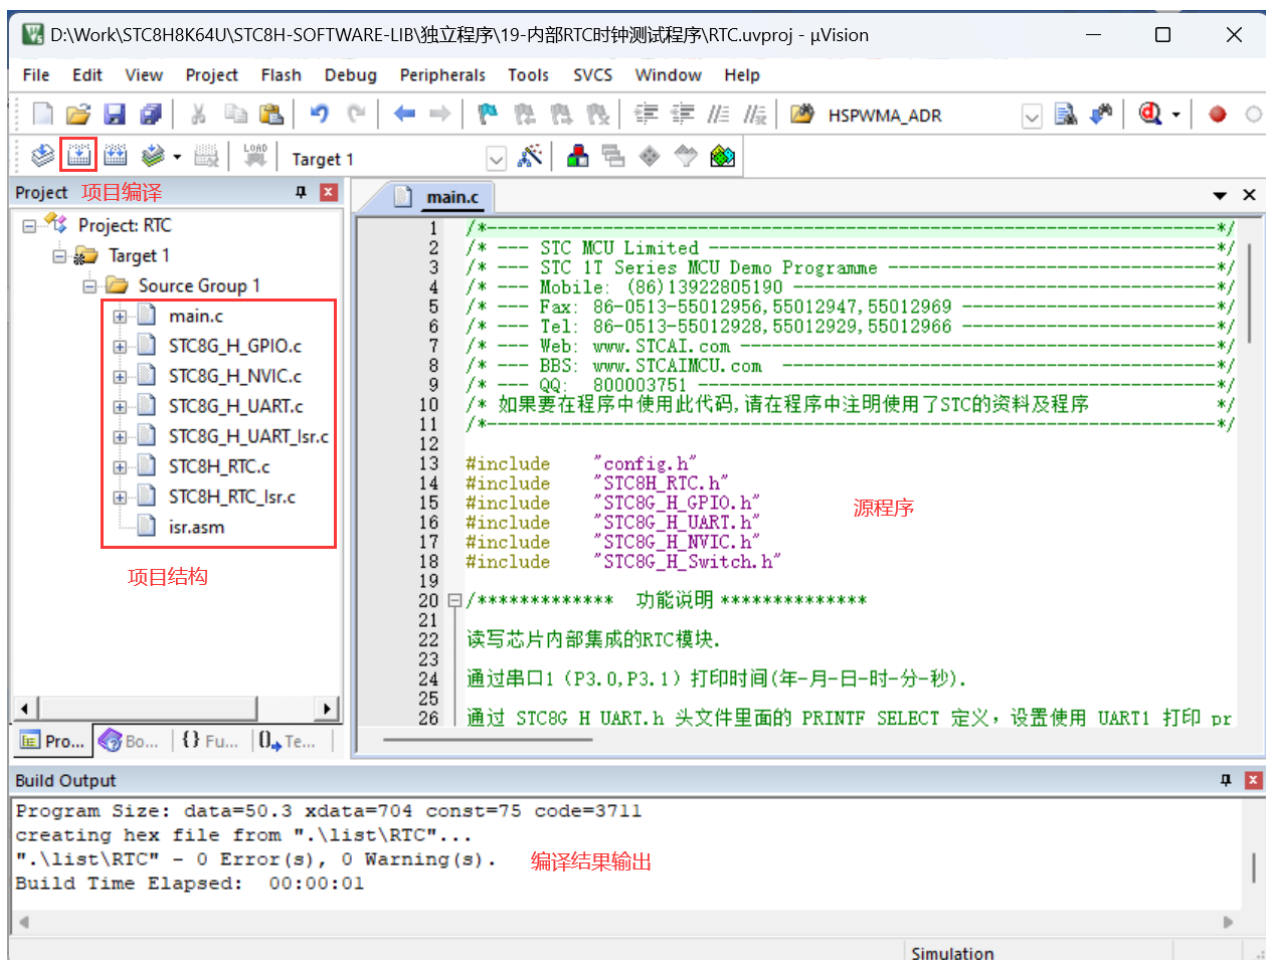 D:\Work\STC8H8K64U\STC8H-SOFTWARE-LIB\独立程序\19-内部RTC时钟测试程序\RTC.uvproj - µVision
File Edit View Project Flash Debug Peripherals Tools SVCS Window Help
HSPWMA_ADR
LOAD Target 1
Project 项目编译
main.c
Project: RTC
Target 1
Source Group 1
main.c
STC8G_H_GPIO.c
STC8G_H_NVIC.c
STC8G_H_UART.c
STC8G_H_UART_Isr.c
STC8H_RTC.c
STC8H_RTC_Isr.c
isr.asm
项目结构
Pro... Bo... {} Fu... Te...
1 /*---------------------------------------------------------------------*/
2 /* --- STC MCU Limited ------------------------------------------------*/
3 /* --- STC 1T Series MCU Demo Programme -------------------------------*/
4 /* --- Mobile: (86)13922805190 ----------------------------------------*/
5 /* --- Fax: 86-0513-55012956,55012947,55012969 ------------------------*/
6 /* --- Tel: 86-0513-55012928,55012929,55012966 ------------------------*/
7 /* --- Web: www.STCAI.com ---------------------------------------------*/
8 /* --- BBS: www.STCAIMCU.com -----------------------------------------*/
9 /* --- QQ:  800003751 -------------------------------------------------*/
10 /* 如果要在程序中使用此代码,请在程序中注明使用了STC的资料及程序 */
11 /*---------------------------------------------------------------------*/
12
13 #include "config.h"
14 #include "STC8H_RTC.h"
15 #include "STC8G_H_GPIO.h"
16 #include "STC8G_H_UART.h"
17 #include "STC8G_H_NVIC.h"
18 #include "STC8G_H_Switch.h"
源程序
19
20 /************* 功能说明 **************
21
22 读写芯片内部集成的RTC模块.
23
24 通过串口1（P3.0,P3.1）打印时间(年-月-日-时-分-秒).
25
26 通过 STC8G_H_UART.h 头文件里面的 PRINTF_SELECT 定义，设置使用 UART1 打印 pr
Build Output
Program Size: data=50.3 xdata=704 const=75 code=3711
creating hex file from ".\list\RTC"...
".\list\RTC" - 0 Error(s), 0 Warning(s).
编译结果输出
Build Time Elapsed:  00:00:01
Simulation